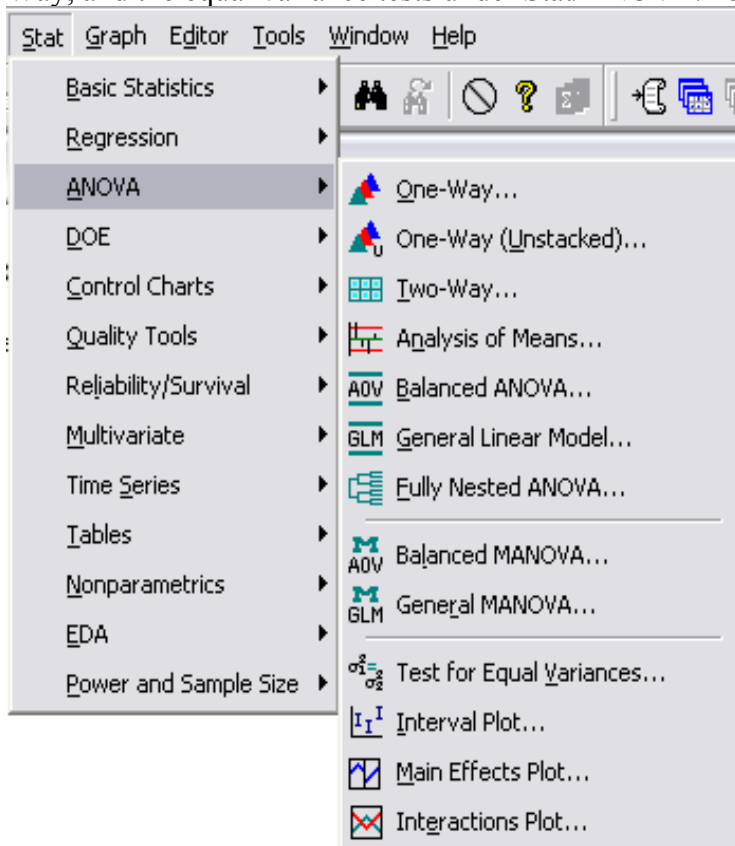 Stat Graph Editor Tools Window Help
Basic Statistics
Regression
ANOVA
DOE
Control Charts
Quality Tools
Reliability/Survival
Multivariate
Time Series
Tables
Nonparametrics
EDA
Power and Sample Size
One-Way...
One-Way (Unstacked)...
Two-Way...
Analysis of Means...
AOV Balanced ANOVA...
GLM General Linear Model...
Fully Nested ANOVA...
M AOV Balanced MANOVA...
M GLM General MANOVA...
σ²₁=σ²₂ Test for Equal Variances...
Interval Plot...
Main Effects Plot...
Interactions Plot...